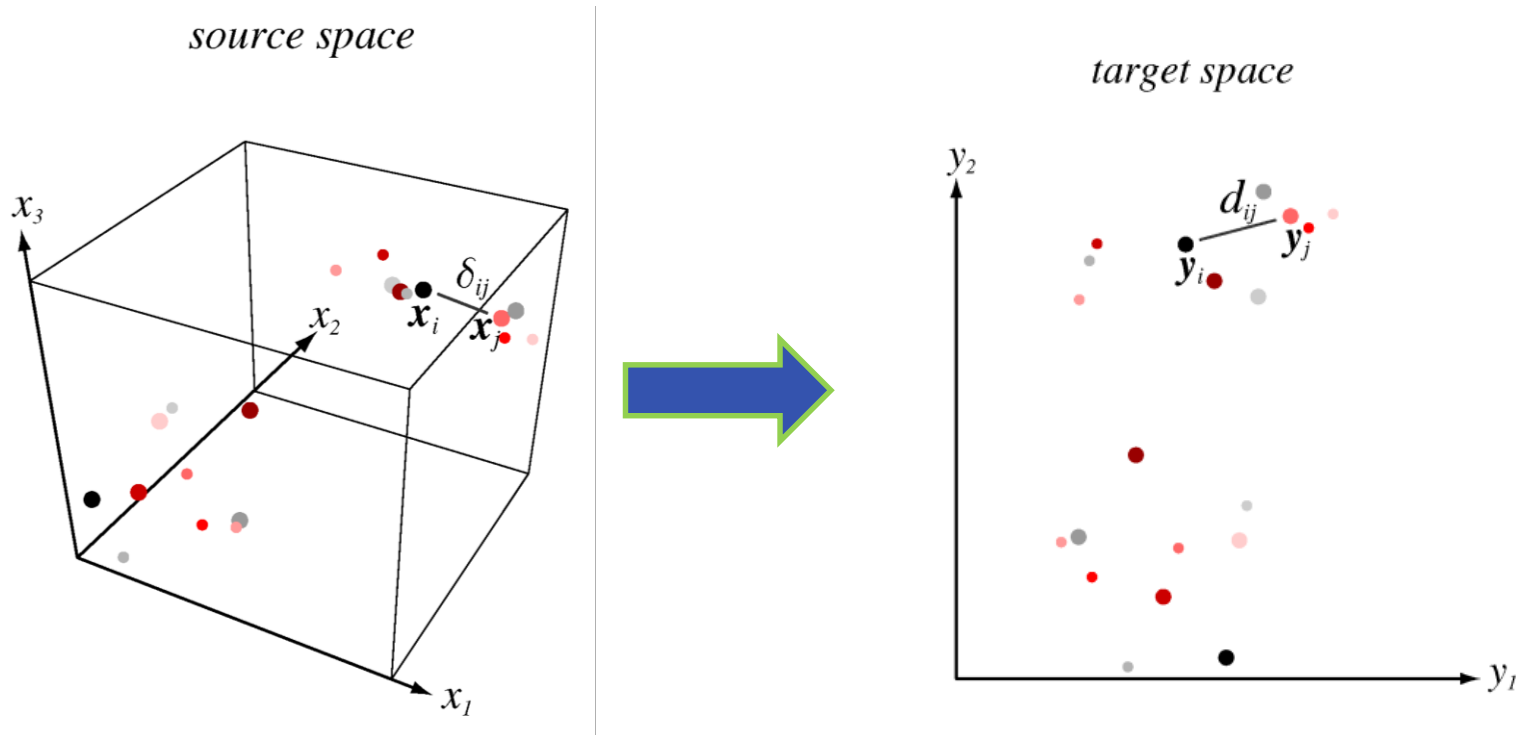 source space
x3
δij
xi
xj
x2
x1
target space
y2
dij
yi
yj
y1